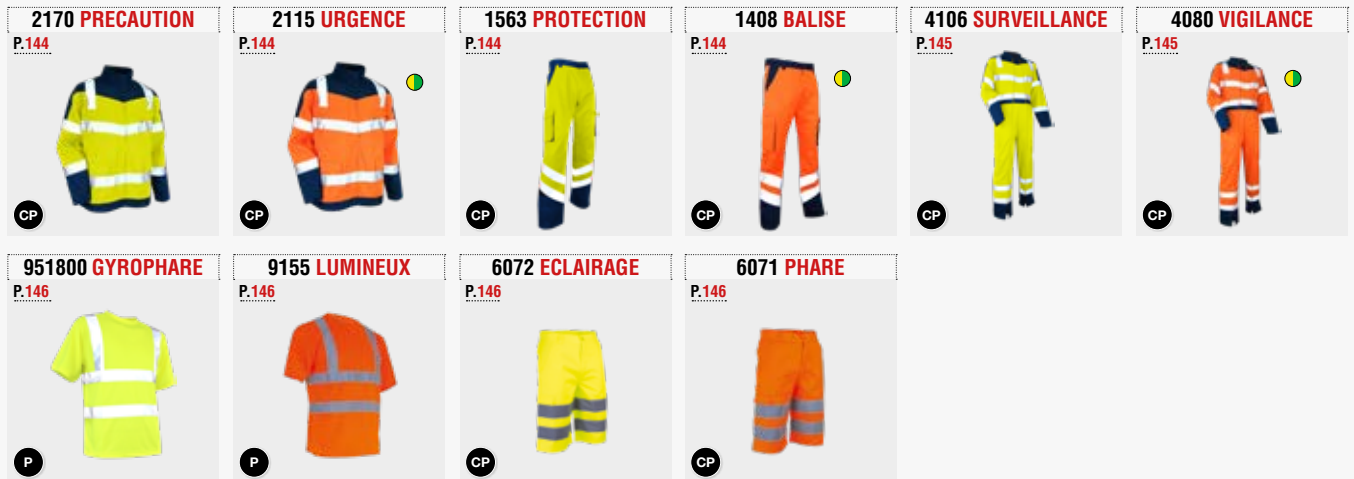 2170 PRECAUTION
P.144
CP
2115 URGENCE
P.144
CP
1563 PROTECTION
P.144
CP
1408 BALISE
P.144
CP
4106 SURVEILLANCE
P.145
CP
4080 VIGILANCE
P.145
CP
951800 GYROPHARE
P.146
P
9155 LUMINEUX
P.146
P
6072 ECLAIRAGE
P.146
CP
6071 PHARE
P.146
CP